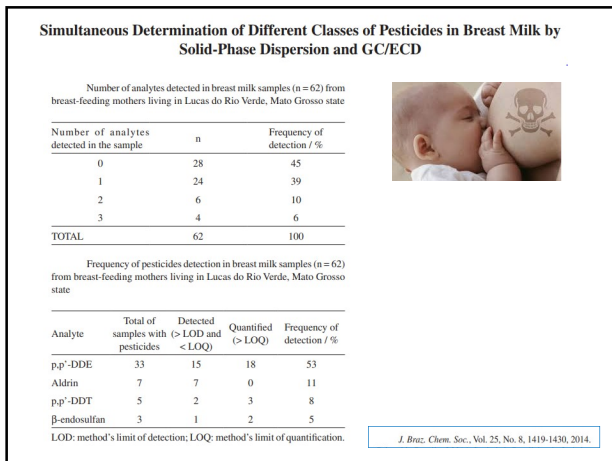 Simultaneous Determination of Different Classes of Pesticides in Breast Milk by
Solid-Phase Dispersion and GC/ECD
Number of analytes detected in breast milk samples (n = 62) from
breast-feeding mothers living in Lucas do Rio Verde, Mato Grosso state
Number of analytes detected in the sample n Frequency of detection / %
0 28 45
1 24 39
2 6 10
3 4 6
TOTAL 62 100
Frequency of pesticides detection in breast milk samples (n = 62)
from breast-feeding mothers living in Lucas do Rio Verde, Mato Grosso
state
Analyte Total of samples with pesticides Detected (> LOD and < LOQ) Quantified (> LOQ) Frequency of detection / %
p,p'-DDE 33 15 18 53
Aldrin 7 7 0 11
p,p'-DDT 5 2 3 8
β-endosulfan 3 1 2 5
LOD: method's limit of detection; LOQ: method's limit of quantification.
J. Braz. Chem. Soc., Vol. 25, No. 8, 1419-1430, 2014.